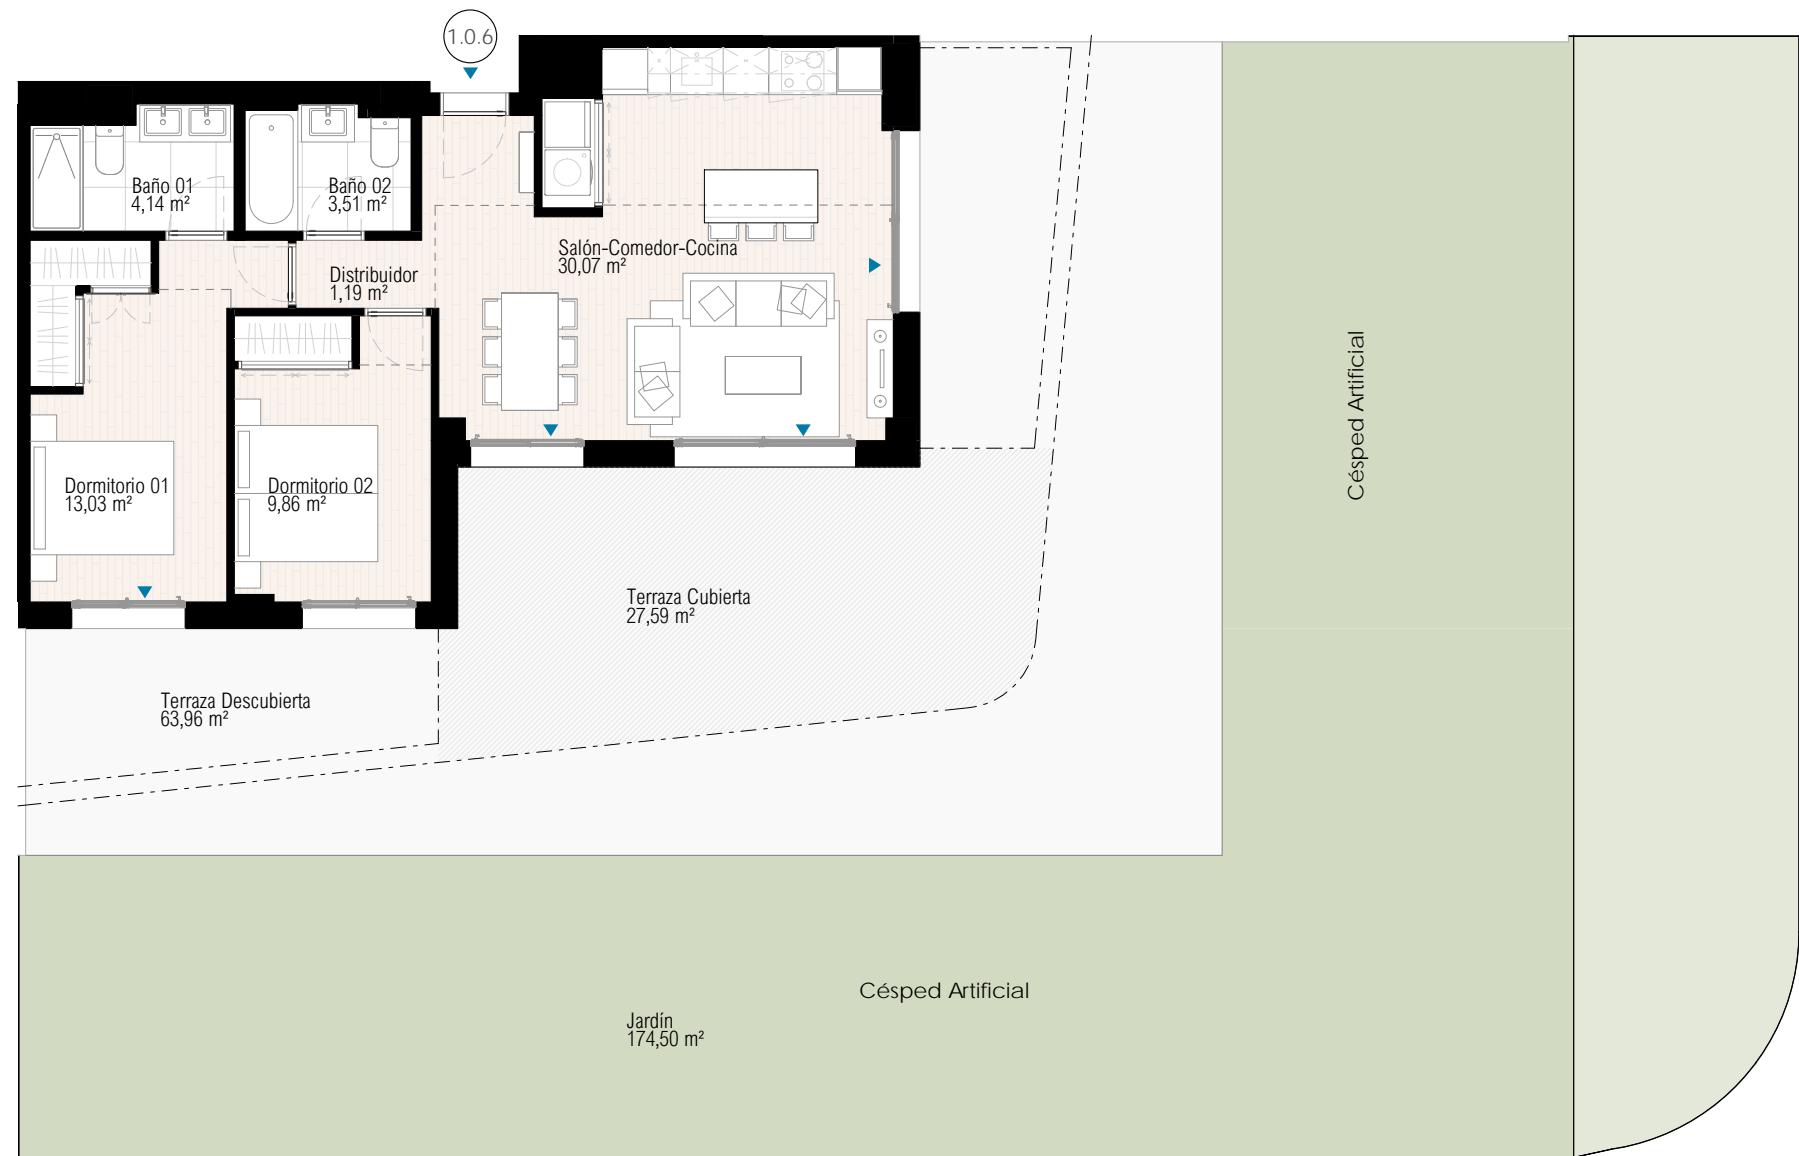 1.0.6
Baño 01
4,14 m²
Baño 02
3,51 m²
Salón-Comedor-Cocina
30,07 m²
Distribuidor
1,19 m²
Dormitorio 01
13,03 m²
Dormitorio 02
9,86 m²
Césped Artificial
Terraza Cubierta
27,59 m²
Terraza Descubierta
63,96 m²
Césped Artificial
Jardín
174,50 m²